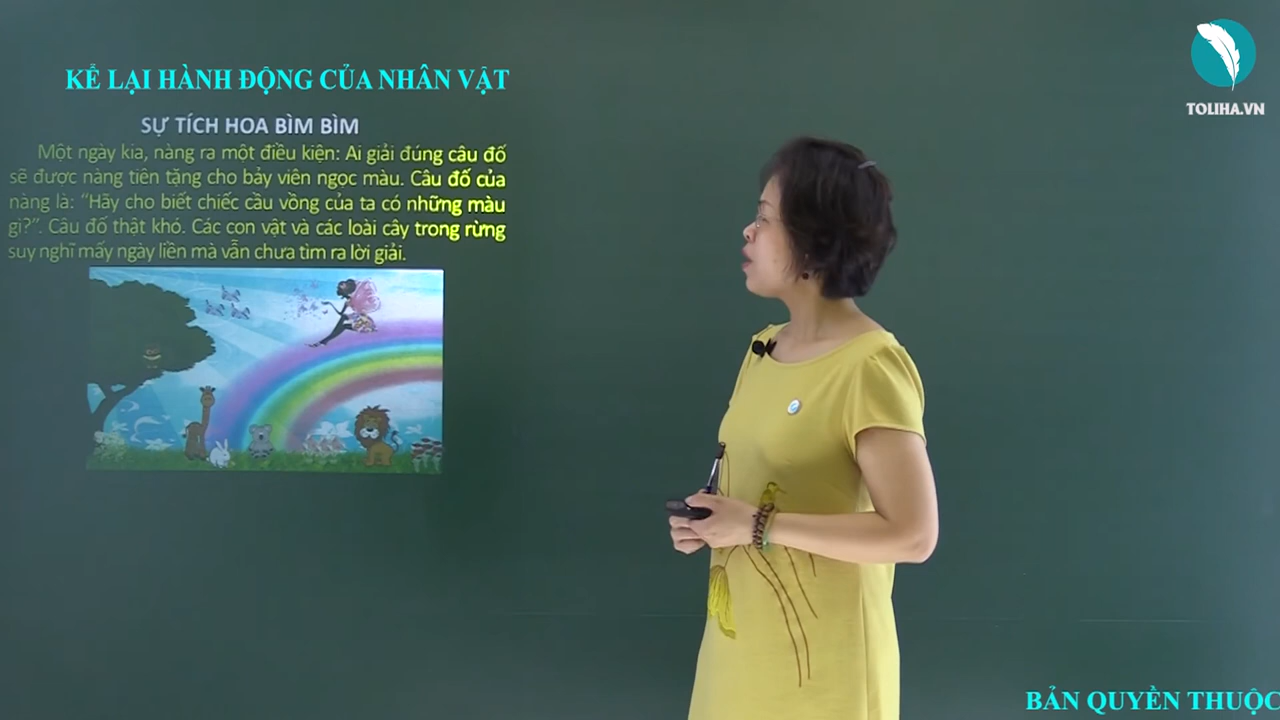 KỂ LẠI HÀNH ĐỘNG CỦA NHÂN VẬT
SỰ TÍCH HOA BÌM BÌM
Một ngày kia, nàng ra một điều kiện: Ai giải đúng câu đố
sẽ được nàng tiên tặng cho bảy viên ngọc màu. Câu đố của
nàng là: “Hãy cho biết chiếc cầu vồng của ta có những màu
gì?”. Câu đố thật khó. Các con vật và các loài cây trong rừng
suy nghĩ mấy ngày liền mà vẫn chưa tìm ra lời giải.
TOLIHA.VN
BẢN QUYỀN THUỘC